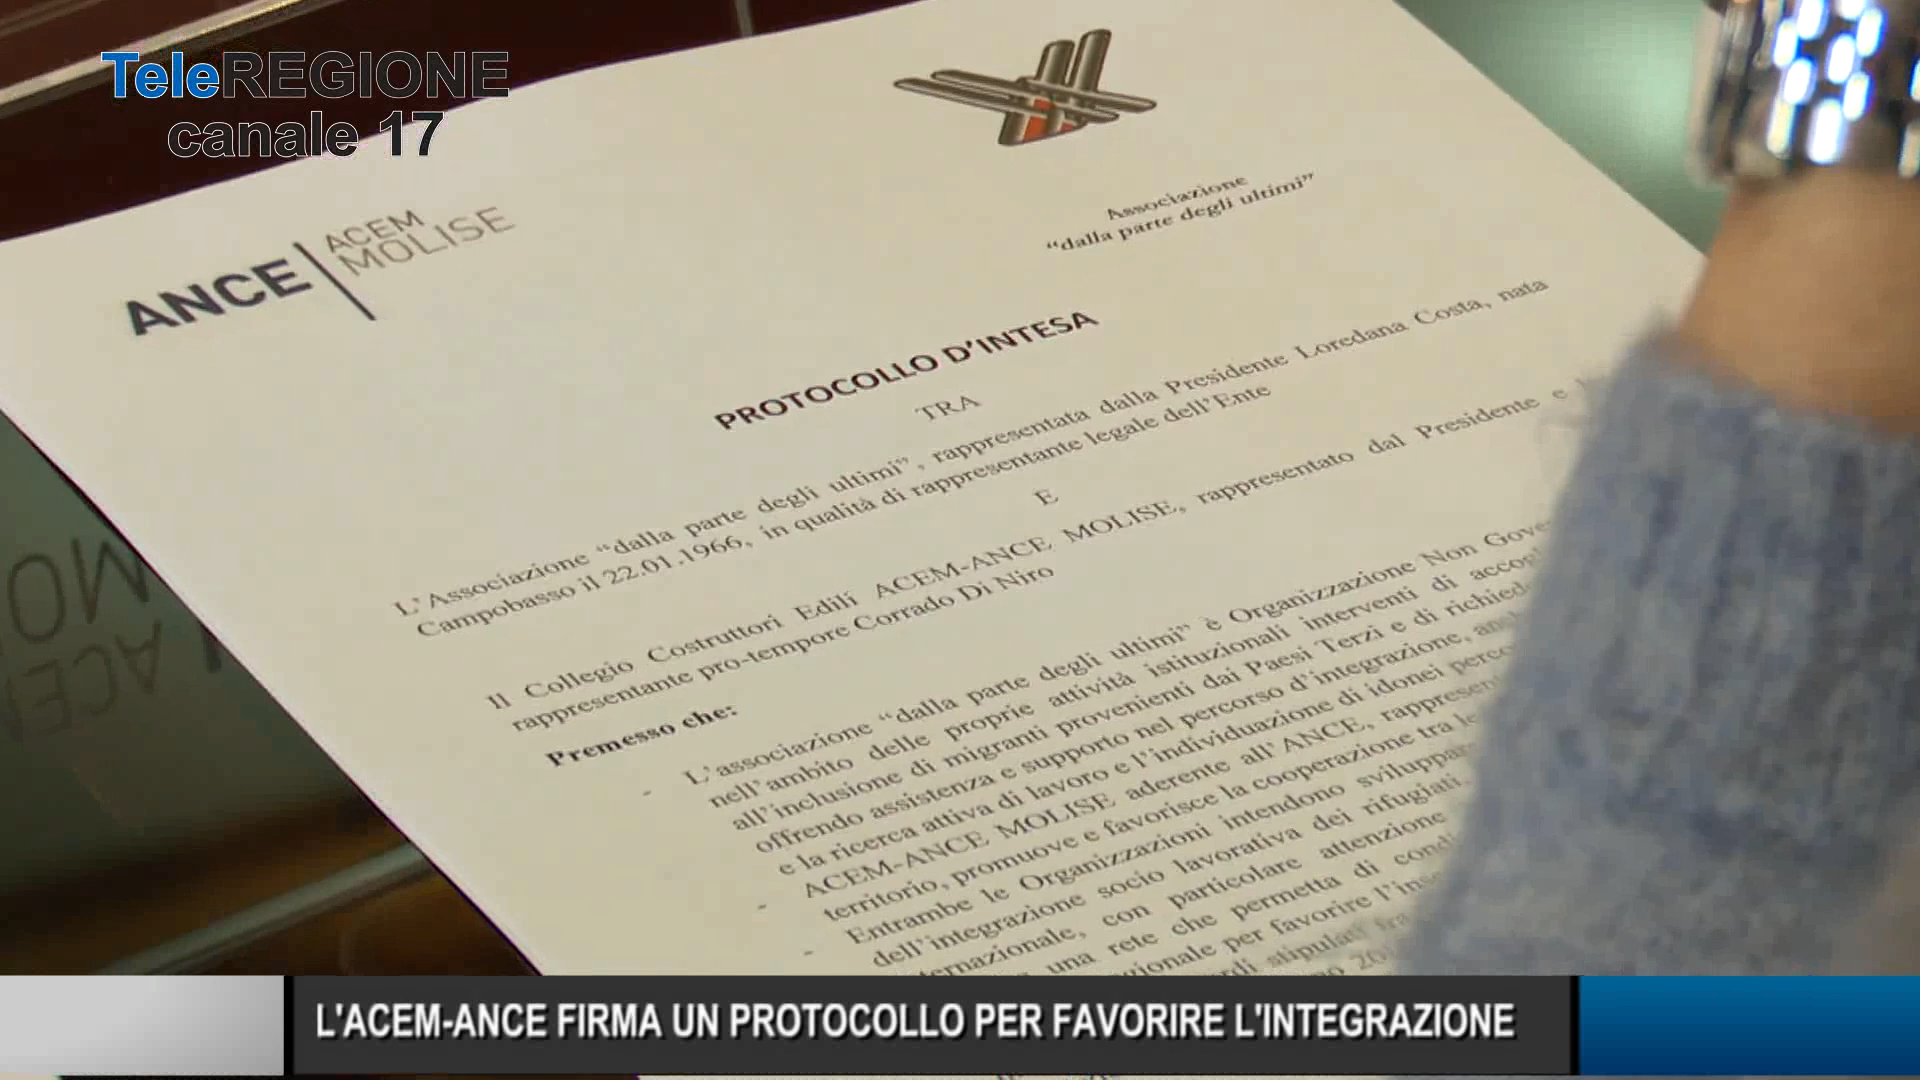 TeleREGIONE
canale 17
ANCE
ACEM
MOLISE
Associazione
“dalla parte degli ultimi”
PROTOCOLLO D’INTESA
TRA
L’Associazione “dalla parte degli ultimi”, rappresentata dalla Presidente Loredana Costa, nata
Campobasso il 22.01.1966, in qualità di rappresentante legale dell’Ente
E
Il Collegio Costruttori Edili ACEM-ANCE MOLISE, rappresentato dal Presidente e
rappresentante pro-tempore Corrado Di Niro
Premesso che:
- L’associazione “dalla parte degli ultimi” è Organizzazione Non
nell’ambito delle proprie attività istituzionali interventi di
all’inclusione di migranti provenienti dai Paesi Terzi e di
offrendo assistenza e supporto nel percorso d’integrazione,
e la ricerca attiva di lavoro e l’individuazione di idonei
- ACEM-ANCE MOLISE aderente all’ANCE,
territorio, promuove e favorisce la cooperazione tra
- Entrambe le Organizzazioni intendono
dell’integrazione socio lavorativa dei rifugiati,
con particolare attenzione
una rete che permetta di
per favorire
L'ACEM-ANCE FIRMA UN PROTOCOLLO PER FAVORIRE L'INTEGRAZIONE